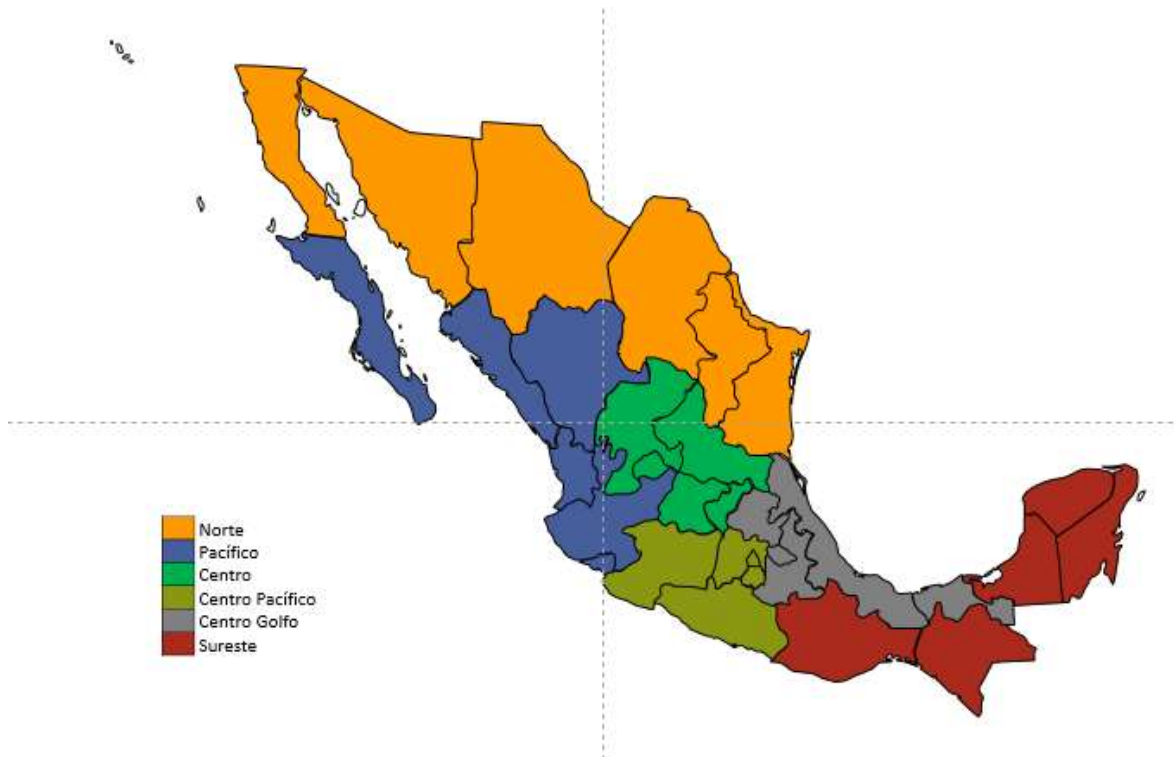 Norte
Pacífico
Centro
Centro Pacífico
Centro Golfo
Sureste